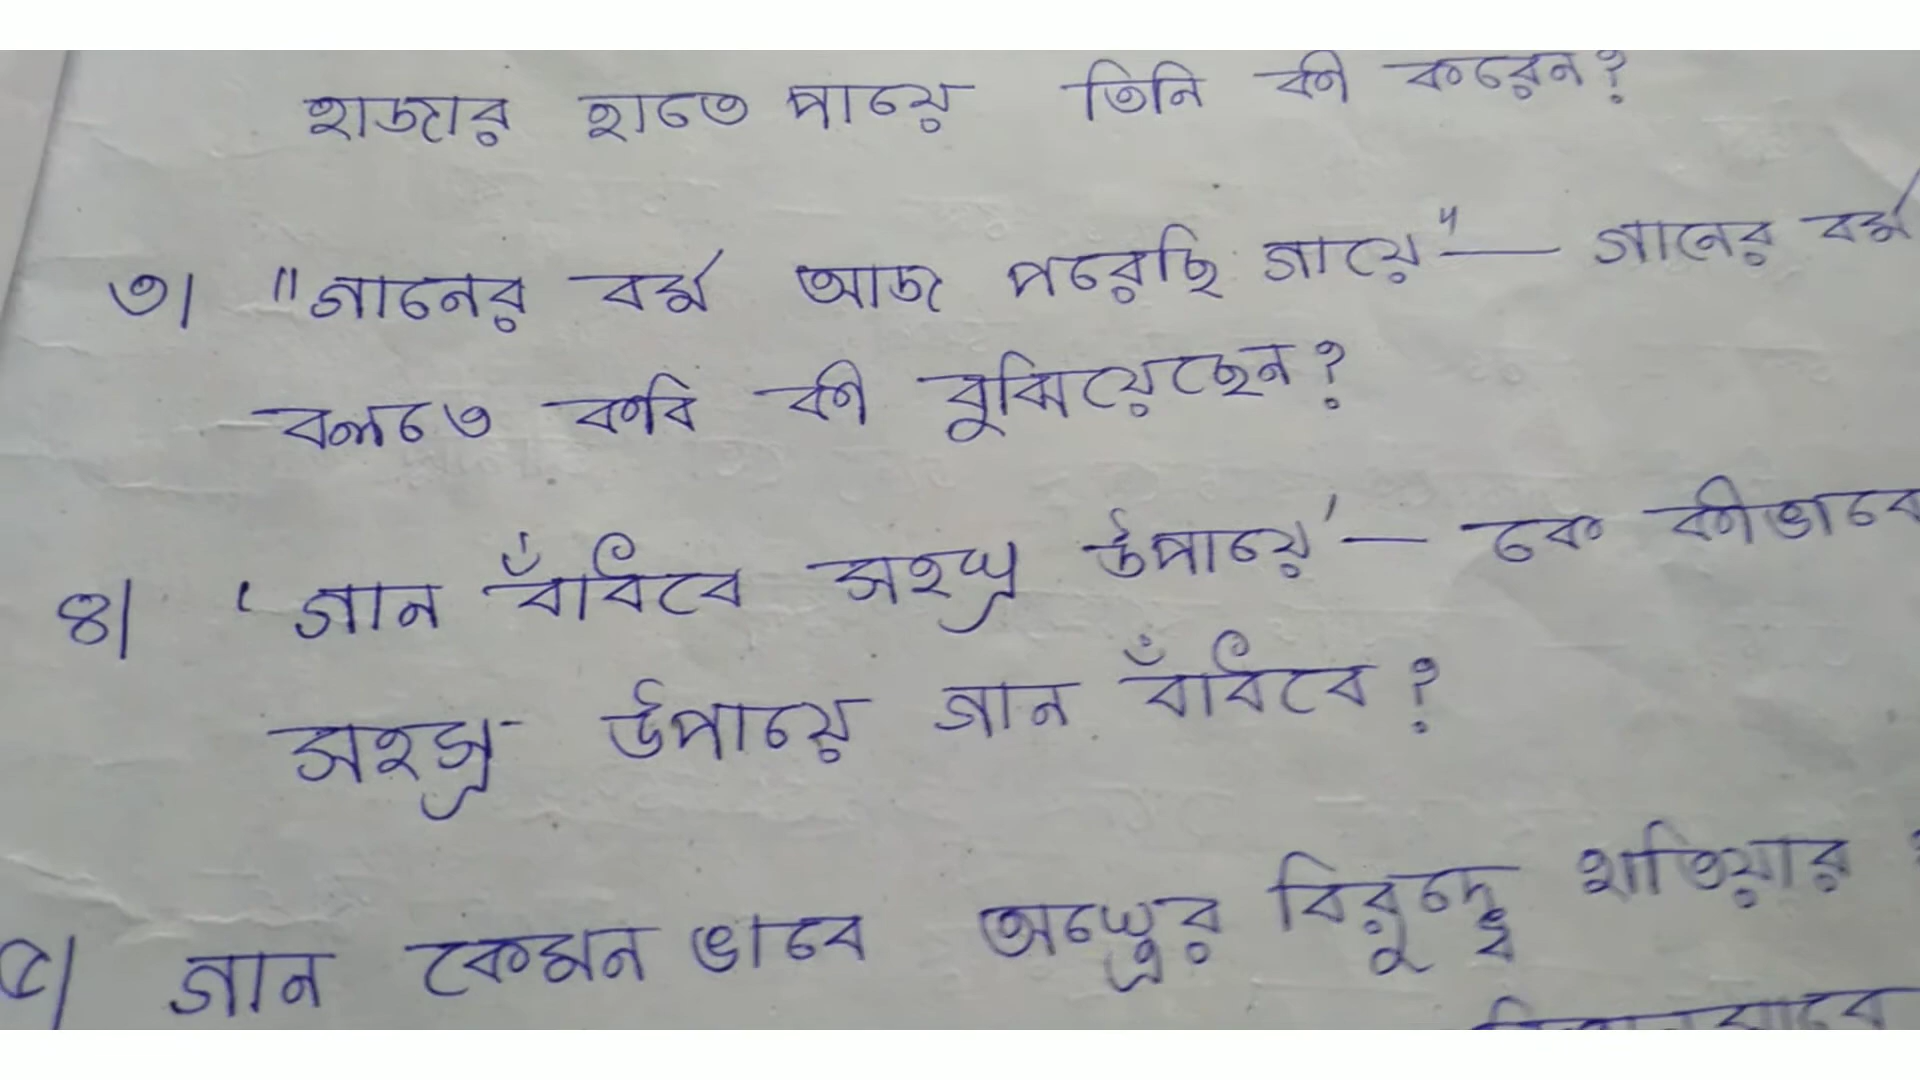 হাজার হাতে পায়ে তিনি কী করেন?
৩| "গানের বর্ম আজ পরেছি গায়ে" — গানের বর্ম
বলতে কবি কী বুঝিয়েছেন?
৪| 'গান বাঁধিবে সহস্র উপায়ে' — কে কীভাবে
সহস্র উপায়ে গান বাঁধিবে?
৫| গান কেমন ভাবে অস্ত্রের বিরুদ্ধে হাতিয়ার